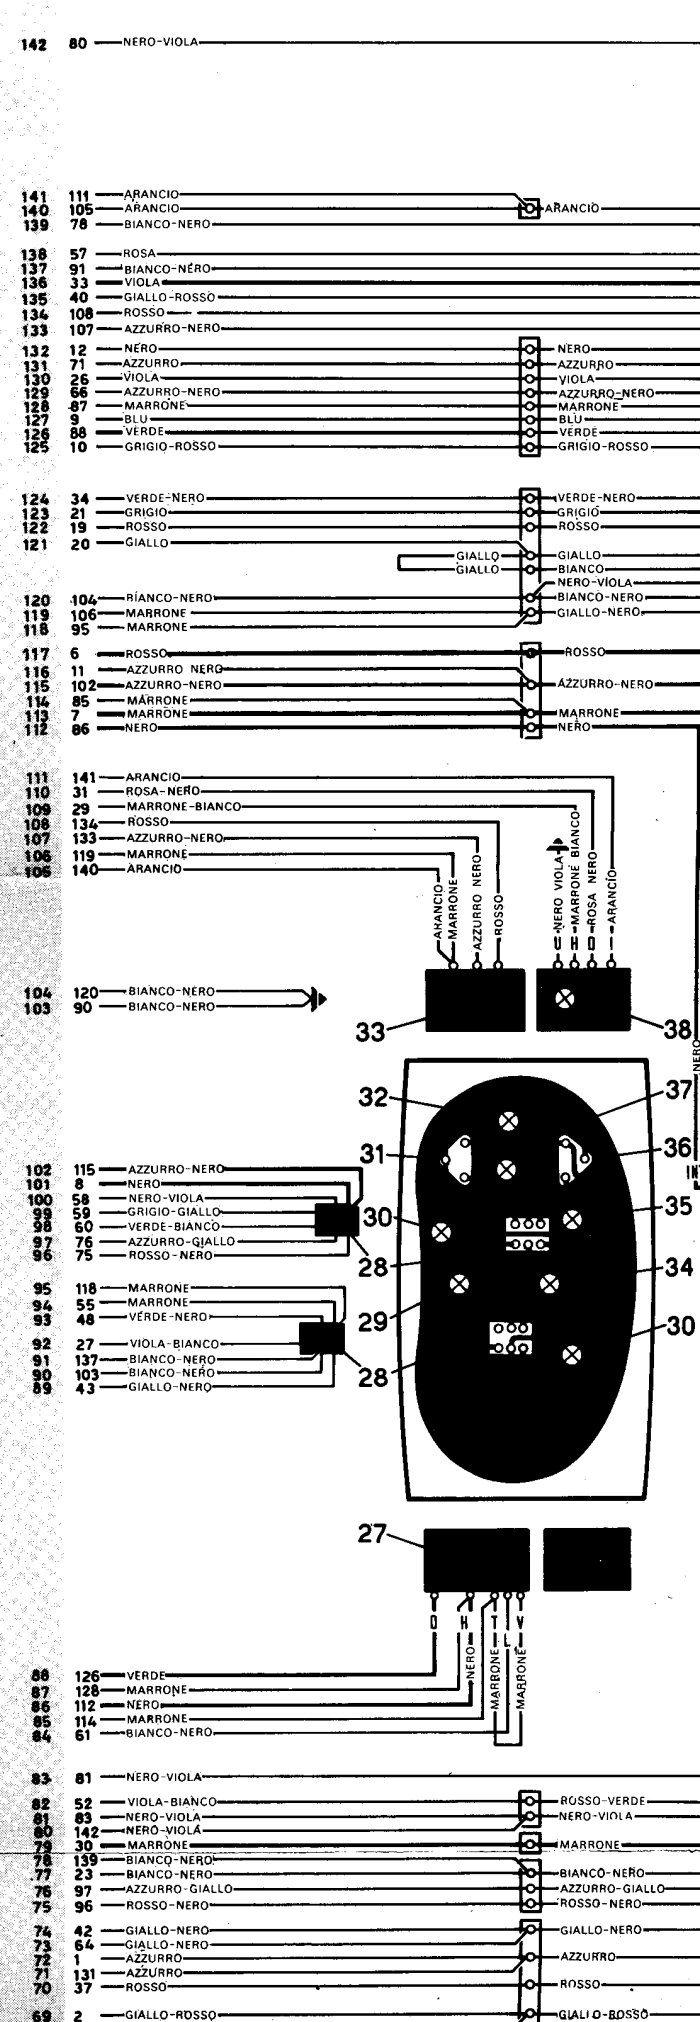 142 80 NERO-VIOLA
141 111 ARANCIO
140 105 ARANCIO ARANCIO
139 78 BIANCO-NERO
138 57 ROSA
137 91 BIANCO-NERO
136 33 VIOLA
135 40 GIALLO-ROSSO
134 108 ROSSO
133 107 AZZURRO-NERO
132 12 NERO NERO
131 71 AZZURRO AZZURRO
130 26 VIOLA VIOLA
129 66 AZZURRO-NERO AZZURRO-NERO
128 87 MARRONE MARRONE
127 9 BLU BLU
126 88 VERDE VERDE
125 10 GRIGIO-ROSSO GRIGIO-ROSSO
124 34 VERDE-NERO VERDE-NERO
123 21 GRIGIO GRIGIO
122 19 ROSSO ROSSO
121 20 GIALLO
GIALLO GIALLO
GIALLO BIANCO
NERO-VIOLA
120 104 BIANCO-NERO BIANCO-NERO
119 106 MARRONE GIALLO-NERO
118 95 MARRONE
117 6 ROSSO ROSSO
116 11 AZZURRO NERO
115 102 AZZURRO-NERO AZZURRO-NERO
114 85 MARRONE
113 7 MARRONE MARRONE
112 86 NERO NERO
111 141 ARANCIO
110 31 ROSA-NERO
109 29 MARRONE-BIANCO
108 134 ROSSO
107 133 AZZURRO-NERO
106 119 MARRONE
105 140 ARANCIO
ARANCIO
MARRONE
AZZURRO NERO
ROSSO
NERO VIOLA
MARRONE BIANCO
ROSA NERO
ARANCIO
104 120 BIANCO-NERO
103 90 BIANCO-NERO
33
38
NERO
32
37
31
36
102 115 AZZURRO-NERO
101 8 NERO
100 58 NERO-VIOLA
99 59 GRIGIO-GIALLO
98 60 VERDE-BIANCO
97 76 AZZURRO-GIALLO
96 75 ROSSO-NERO
30
35
28
34
95 118 MARRONE
94 55 MARRONE
93 48 VERDE-NERO
92 27 VIOLA-BIANCO
91 137 BIANCO-NERO
90 103 BIANCO-NERO
89 43 GIALLO-NERO
29
30
28
27
H T L V
NERO
MARRONE
MARRONE
88 126 VERDE
87 128 MARRONE
86 112 NERO
85 114 MARRONE
84 61 BIANCO-NERO
83 81 NERO-VIOLA
82 52 VIOLA-BIANCO ROSSO-VERDE
81 83 NERO-VIOLA NERO-VIOLA
80 142 NERO-VIOLA
79 30 MARRONE MARRONE
78 139 BIANCO-NERO
77 23 BIANCO-NERO BIANCO-NERO
76 97 AZZURRO-GIALLO AZZURRO-GIALLO
75 96 ROSSO-NERO ROSSO-NERO
74 42 GIALLO-NERO GIALLO-NERO
73 64 GIALLO-NERO
72 1 AZZURRO AZZURRO
71 131 AZZURRO
70 37 ROSSO ROSSO
69 2 GIALLO-ROSSO GIALLO-ROSSO